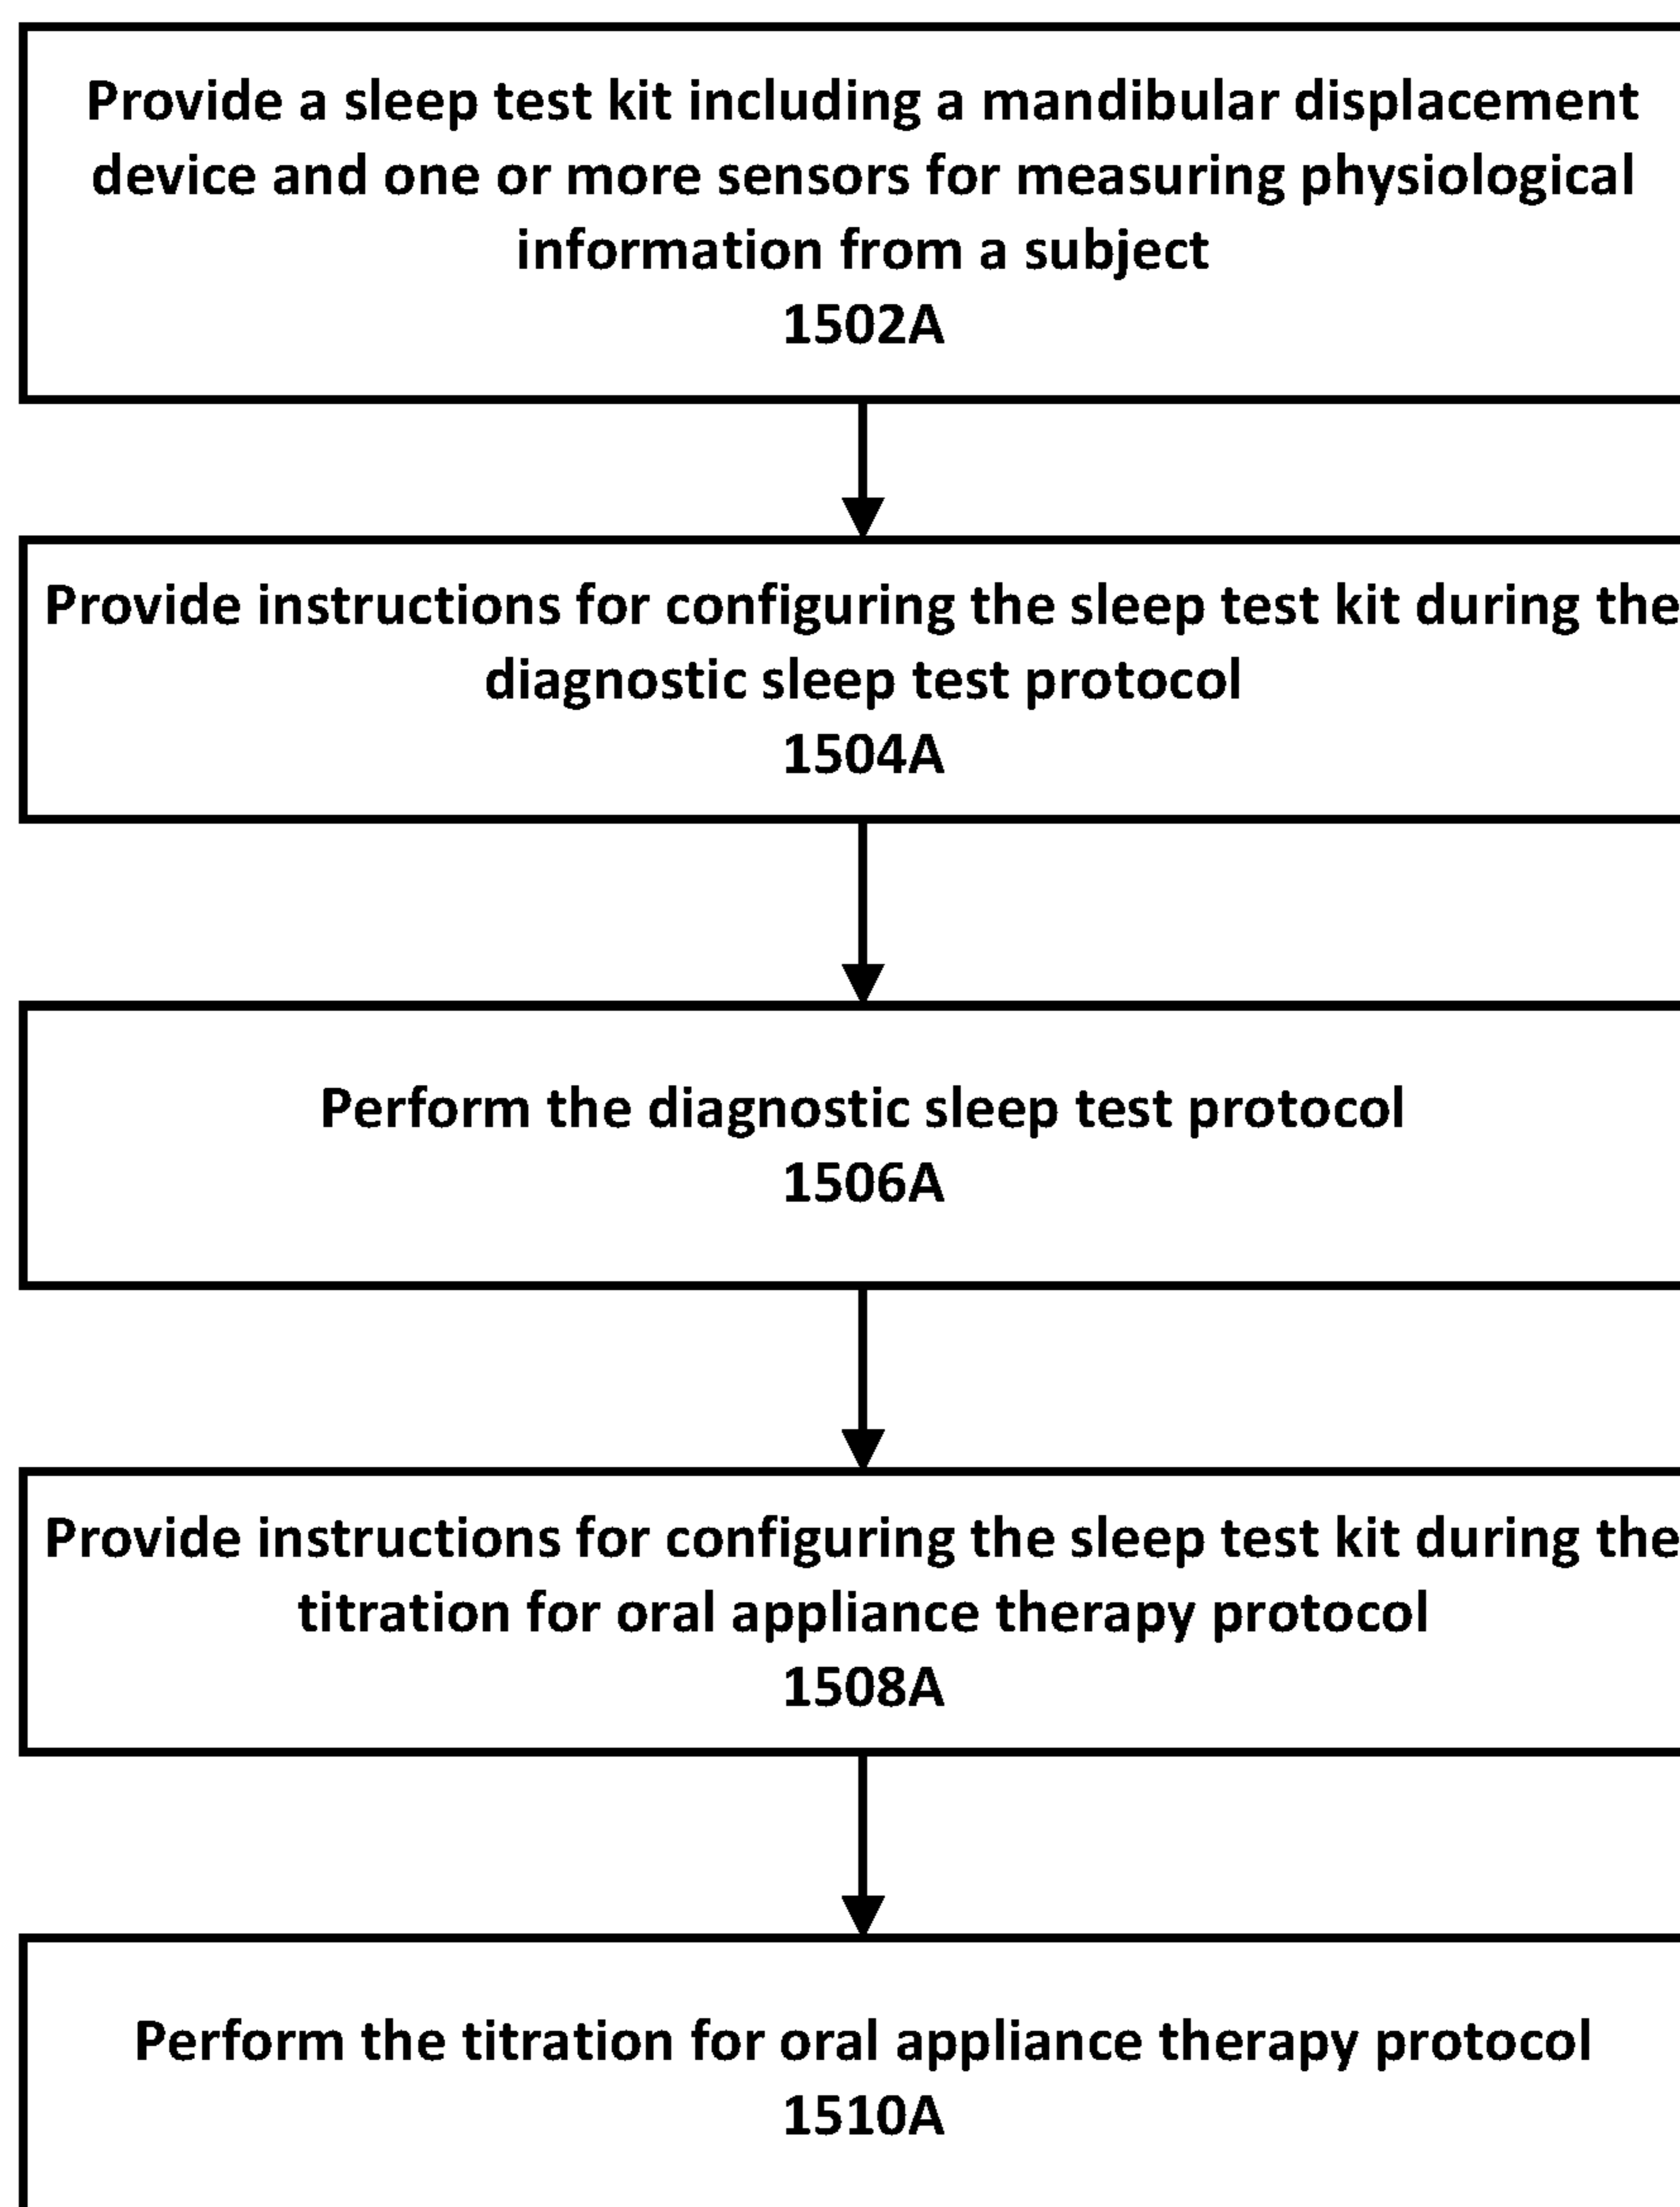 Provide a sleep test kit including a mandibular displacement
device and one or more sensors for measuring physiological
information from a subject
1502A
Provide instructions for configuring the sleep test kit during the
diagnostic sleep test protocol
1504A
Perform the diagnostic sleep test protocol
1506A
Provide instructions for configuring the sleep test kit during the
titration for oral appliance therapy protocol
1508A
Perform the titration for oral appliance therapy protocol
1510A